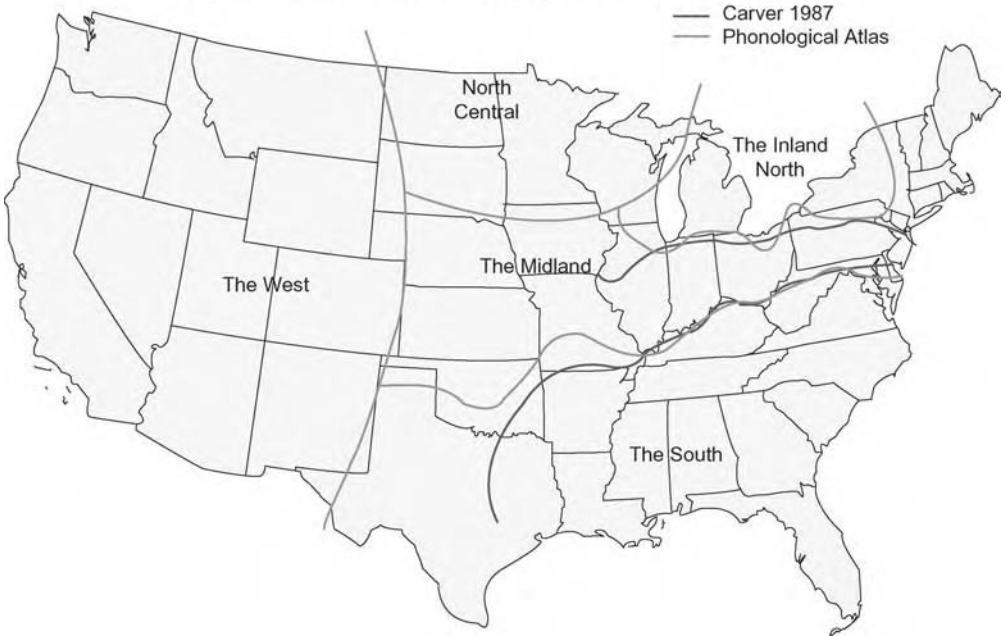 Carver 1987
Phonological Atlas
North
Central
The Inland
North
The West
The Midland
The South